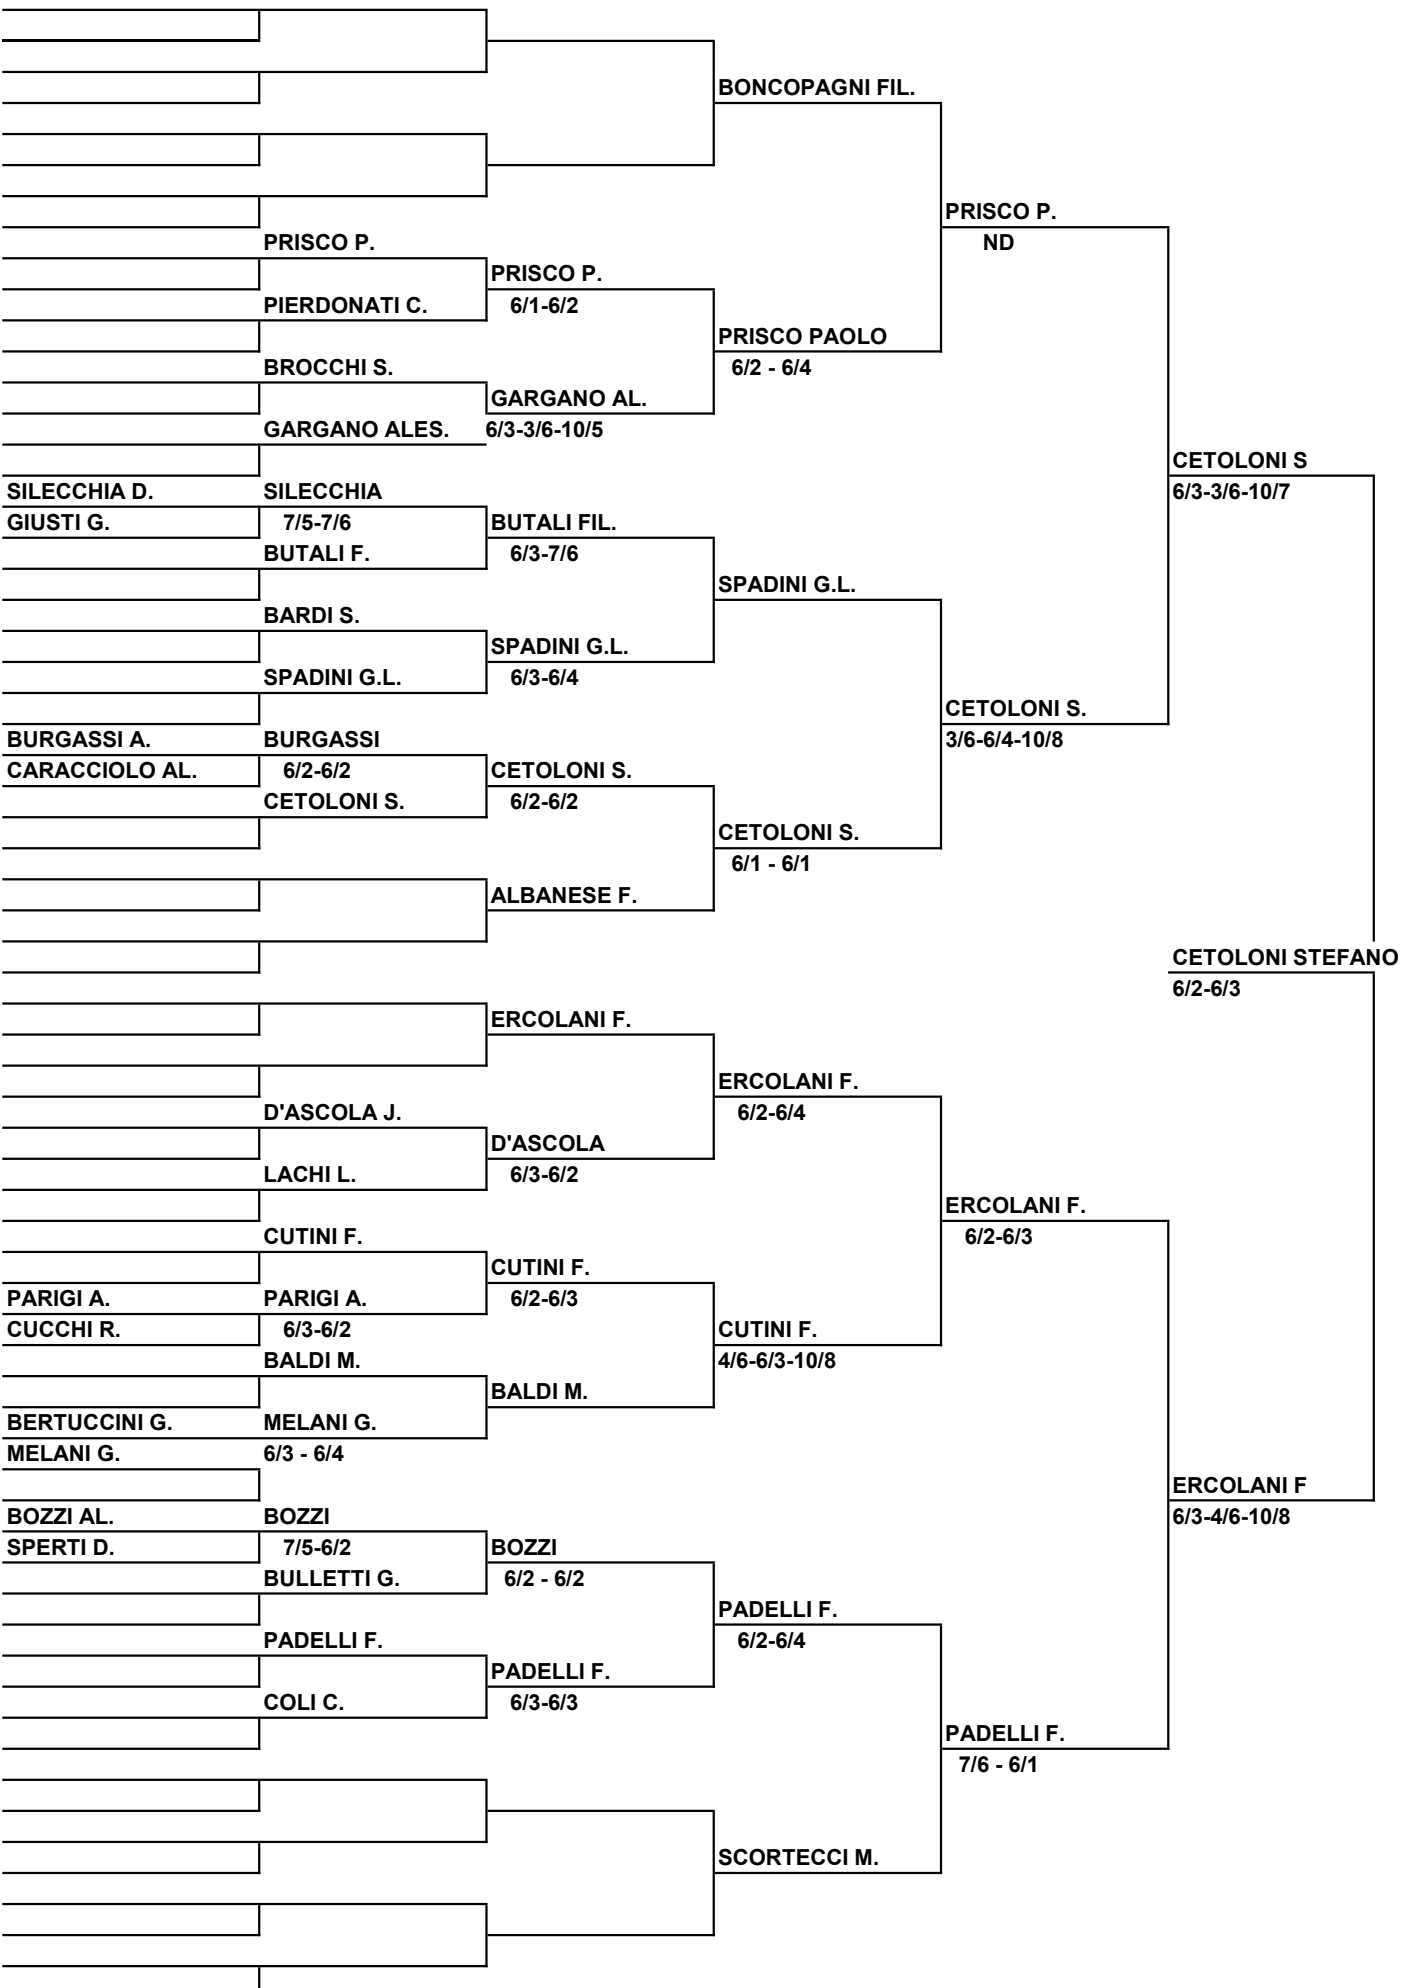 BONCOPAGNI FIL.
PRISCO P.
ND
PRISCO P.
PRISCO P.
PIERDONATI C.
6/1-6/2
PRISCO PAOLO
BROCCHI S.
6/2 - 6/4
GARGANO AL.
GARGANO ALES.
6/3-3/6-10/5
CETOLONI S
SILECCHIA D.
SILECCHIA
6/3-3/6-10/7
GIUSTI G.
7/5-7/6
BUTALI FIL.
BUTALI F.
6/3-7/6
SPADINI G.L.
BARDI S.
SPADINI G.L.
SPADINI G.L.
6/3-6/4
CETOLONI S.
BURGASSI A.
BURGASSI
3/6-6/4-10/8
CARACCIOLO AL.
6/2-6/2
CETOLONI S.
CETOLONI S.
6/2-6/2
CETOLONI S.
6/1 - 6/1
ALBANESE F.
CETOLONI STEFANO
6/2-6/3
ERCOLANI F.
ERCOLANI F.
D'ASCOLA J.
6/2-6/4
D'ASCOLA
LACHI L.
6/3-6/2
ERCOLANI F.
CUTINI F.
6/2-6/3
CUTINI F.
PARIGI A.
PARIGI A.
6/2-6/3
CUCCHI R.
6/3-6/2
CUTINI F.
BALDI M.
4/6-6/3-10/8
BALDI M.
BERTUCCINI G.
MELANI G.
MELANI G.
6/3 - 6/4
ERCOLANI F
BOZZI AL.
BOZZI
6/3-4/6-10/8
SPERTI D.
7/5-6/2
BOZZI
BULLETTI G.
6/2 - 6/2
PADELLI F.
PADELLI F.
6/2-6/4
PADELLI F.
COLI C.
6/3-6/3
PADELLI F.
7/6 - 6/1
SCORTECCI M.